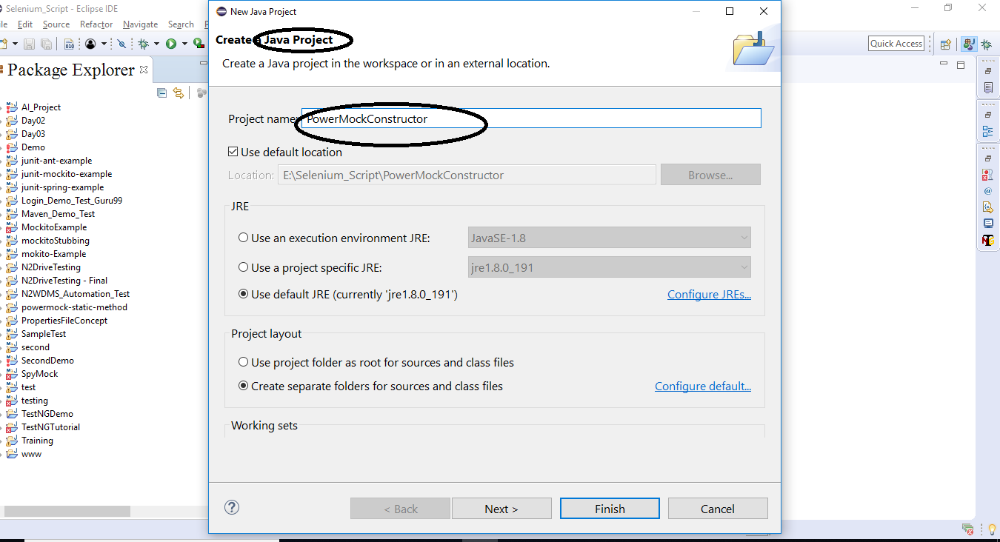 Selenium_Script - Eclipse IDE
Edit Source Refactor Navigate Search
Quick Access
Package Explorer
AI_Project
Day02
Day03
Demo
junit-ant-example
junit-mockito-example
junit-spring-example
Login_Demo_Test_Guru99
Maven_Demo_Test
MockitoExample
mockitoStubbing
mokito-Example
N2DriveTesting
N2DriveTesting - Final
N2WDMS_Automation_Test
powermock-static-method
PropertiesFileConcept
SampleTest
second
SecondDemo
SpyMock
test
testing
TestNGDemo
TestNGTutorial
Training
www
New Java Project
Create a Java Project
Create a Java project in the workspace or in an external location.
Project name: PowerMockConstructor
Use default location
Location: E:\Selenium_Script\PowerMockConstructor Browse...
JRE
Use an execution environment JRE: JavaSE-1.8
Use a project specific JRE: jre1.8.0_191
Use default JRE (currently 'jre1.8.0_191') Configure JREs...
Project layout
Use project folder as root for sources and class files
Create separate folders for sources and class files Configure default...
Working sets
< Back Next > Finish Cancel